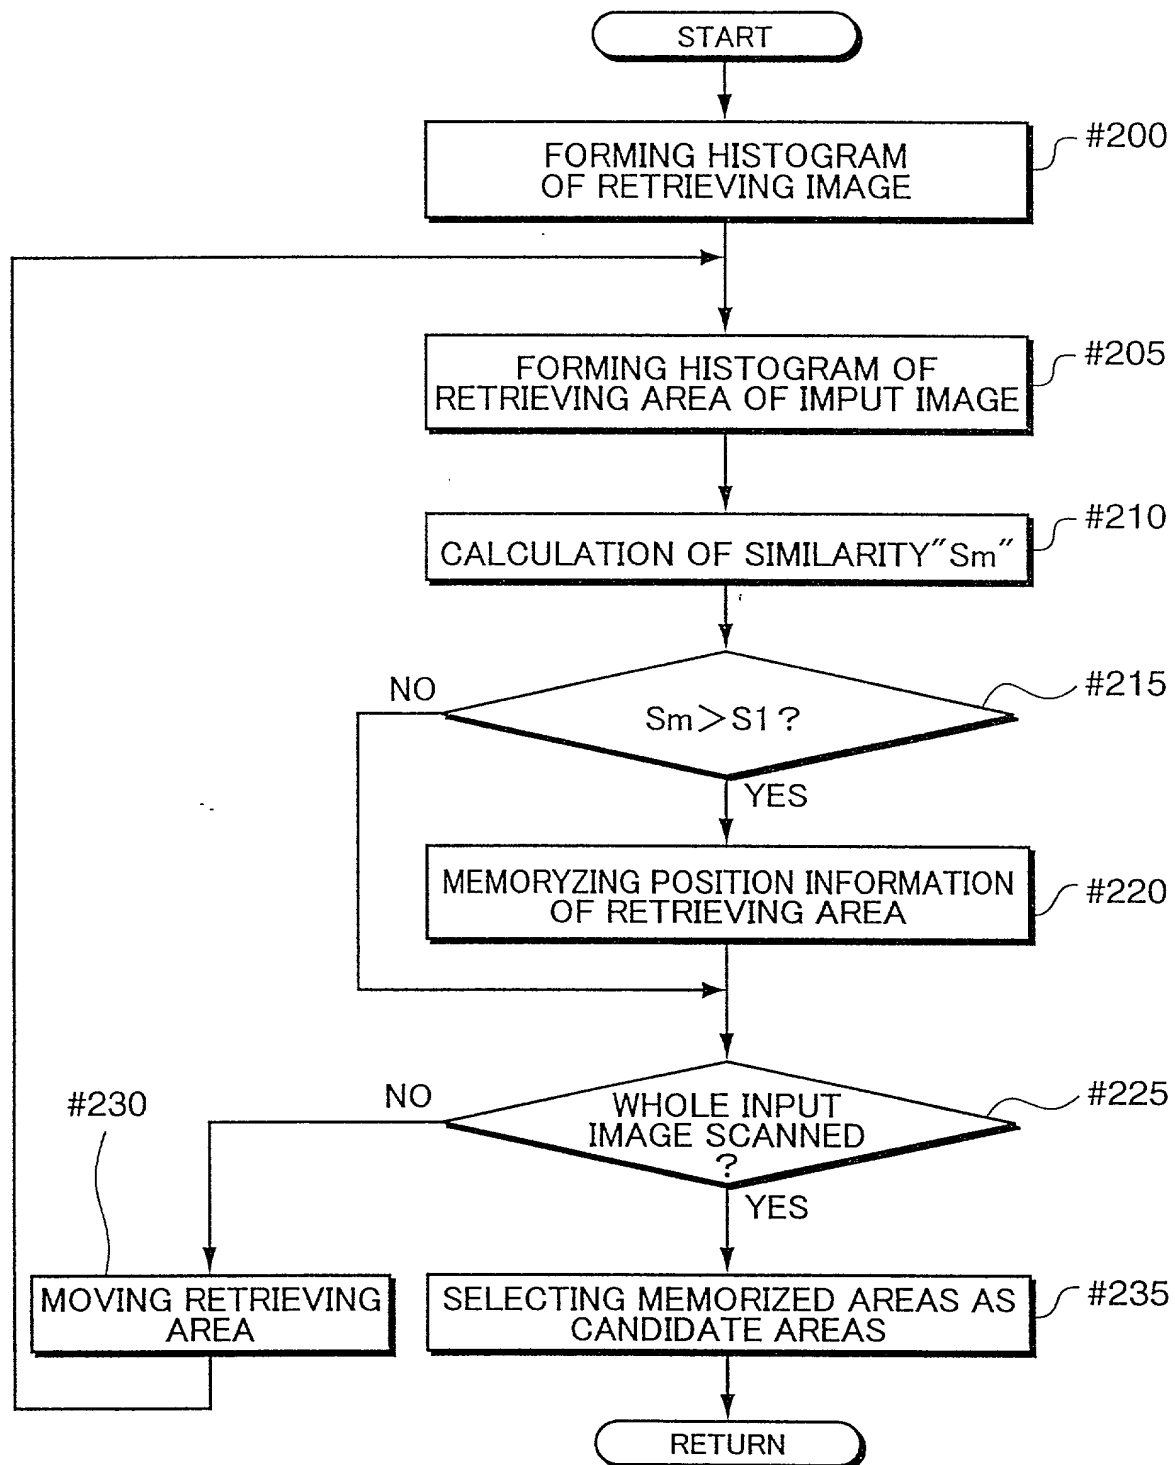 START
FORMING HISTOGRAM
OF RETRIEVING IMAGE
#200
FORMING HISTOGRAM OF
RETRIEVING AREA OF IMPUT IMAGE
#205
CALCULATION OF SIMILARITY"Sm"
#210
Sm>S1?
#215
NO
YES
MEMORYZING POSITION INFORMATION
OF RETRIEVING AREA
#220
WHOLE INPUT
IMAGE SCANNED
?
#225
NO
YES
#230
MOVING RETRIEVING
AREA
SELECTING MEMORIZED AREAS AS
CANDIDATE AREAS
#235
RETURN